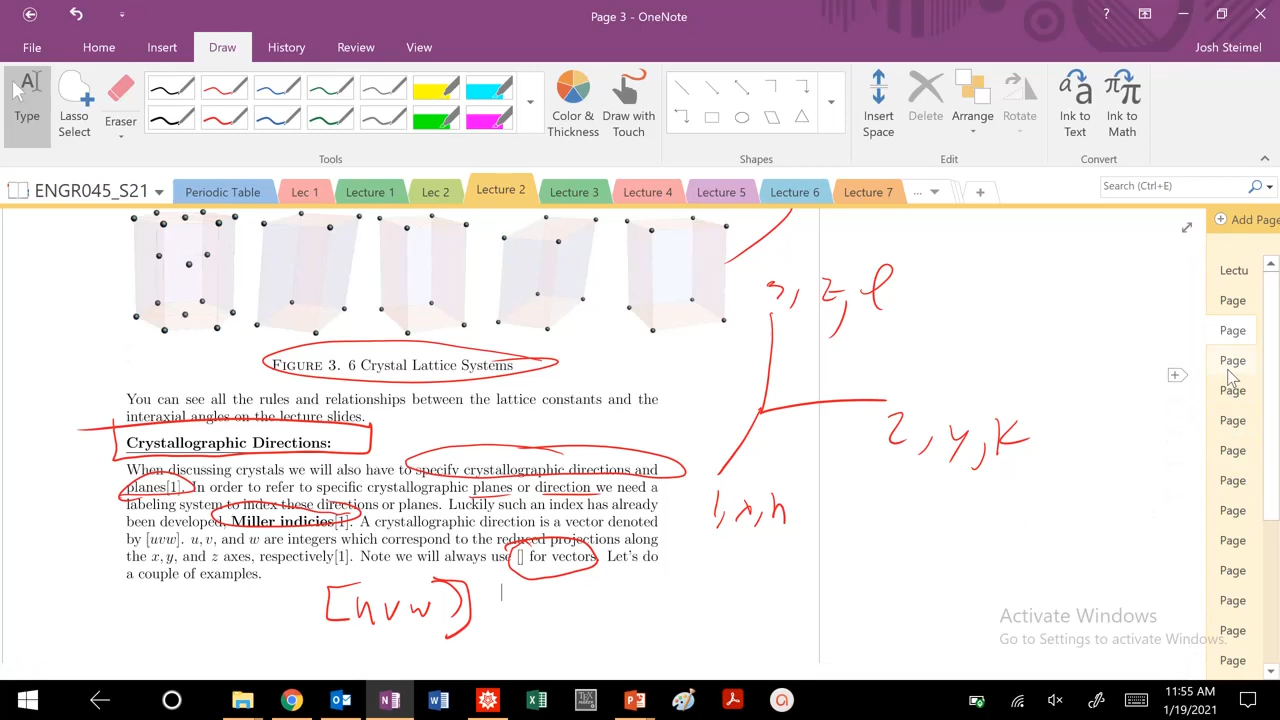 Page 3 - OneNote
?
File
Home
Insert
Draw
History
Review
View
Josh Steimel
Type
Lasso Select
Eraser
Color & Thickness
Draw with Touch
Insert Space
Delete
Arrange
Rotate
Ink to Text
Ink to Math
Tools
Shapes
Edit
Convert
ENGR045_S21
Periodic Table
Lec 1
Lecture 1
Lec 2
Lecture 2
Lecture 3
Lecture 4
Lecture 5
Lecture 6
Lecture 7
...
Search (Ctrl+E)
Add Page
Lectu
Page
Page
Page
Page
Page
Page
Page
Page
Page
Page
Page
Page
Page
3, z, l
2, y, k
1, x, h
FIGURE 3. 6 Crystal Lattice Systems
You can see all the rules and relationships between the lattice constants and the
interaxial angles on the lecture slides.
Crystallographic Directions:
When discussing crystals we will also have to specify crystallographic directions and
planes[1]. In order to refer to specific crystallographic planes or direction we need a
labeling system to index these directions or planes. Luckily such an index has already
been developed, Miller indicies[1]. A crystallographic direction is a vector denoted
by [uvw]. u, v, and w are integers which correspond to the reduced projections along
the x, y, and z axes, respectively[1]. Note we will always use [] for vectors. Let's do
a couple of examples.
[uvw]
Activate Windows
Go to Settings to activate Windows.
11:55 AM
1/19/2021